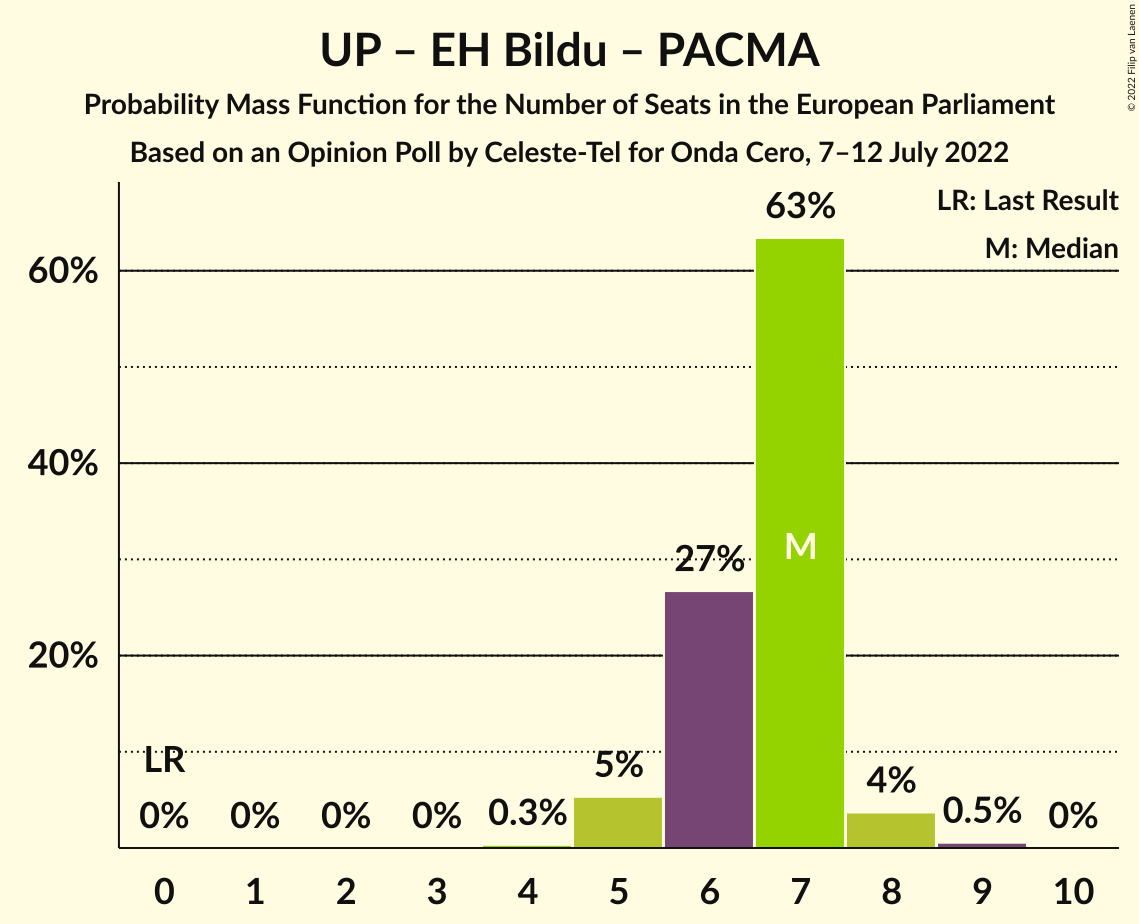 UP – EH Bildu – PACMA
Probability Mass Function for the Number of Seats in the European Parliament
Based on an Opinion Poll by Celeste-Tel for Onda Cero, 7–12 July 2022
© 2022 Filip van Laenen
LR: Last Result
M: Median
63%
60%
40%
27%
M
20%
LR
0%
0%
0%
0%
0.3%
5%
4%
0.5%
0%
0 1 2 3 4 5 6 7 8 9 10